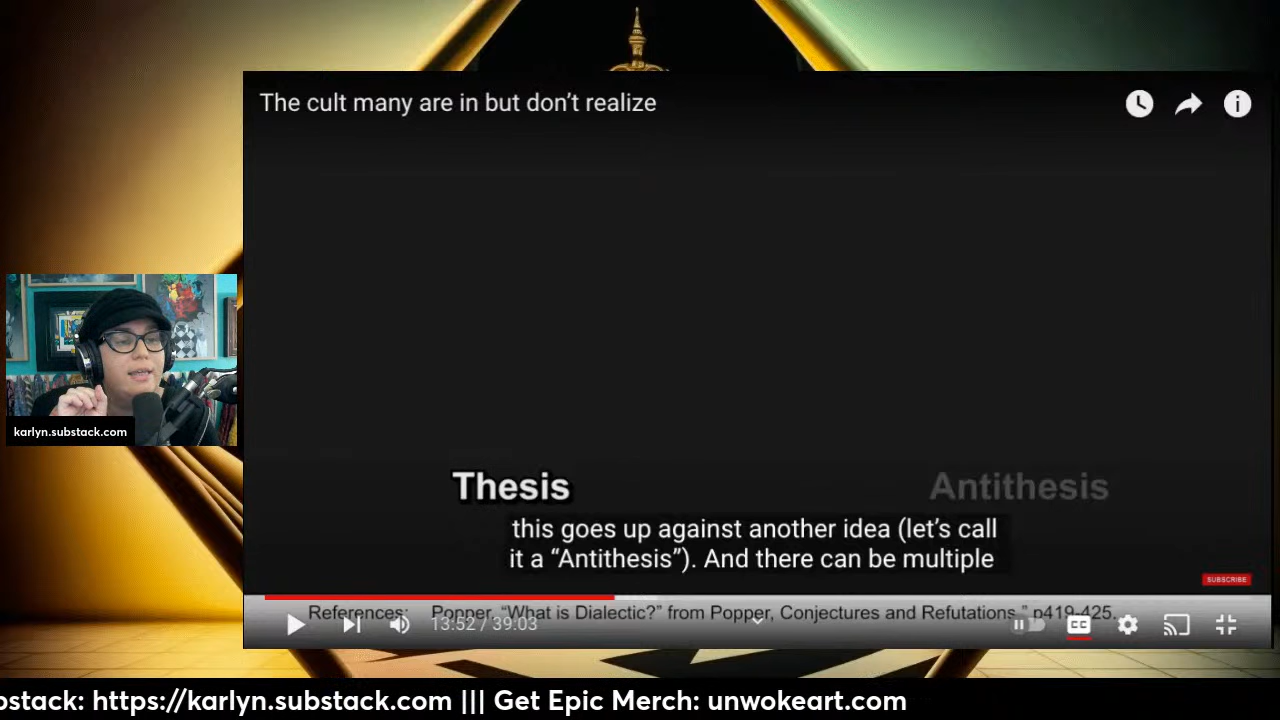 The cult many are in but don’t realize
karlyn.substack.com
Thesis
Antithesis
this goes up against another idea (let’s call
it a “Antithesis”). And there can be multiple
SUBSCRIBE
References: Popper, “What is Dialectic?” from Popper, Conjectures and Refutations,” p419-425.
13:52 / 39:03
CC
bstack: https://karlyn.substack.com ||| Get Epic Merch: unwokeart.com